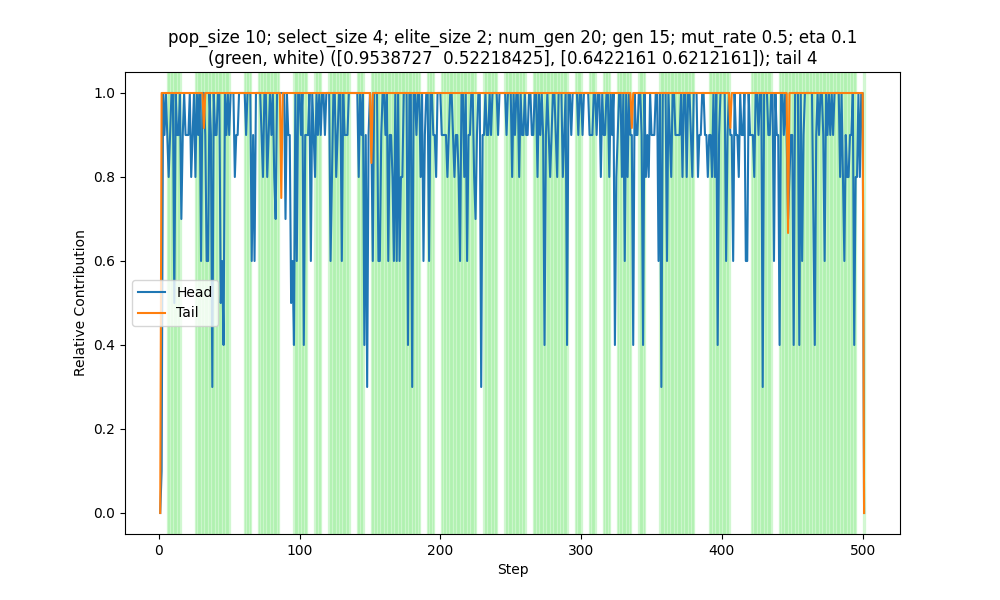 pop_size 10; select_size 4; elite_size 2; num_gen 20; gen 15; mut_rate 0.5; eta 0.1
(green, white) ([0.9538727  0.52218425], [0.6422161 0.6212161]); tail 4
1.0
0.8
0.6
0.4
0.2
0.0
Relative Contribution
Head
Tail
0
100
200
300
400
500
Step